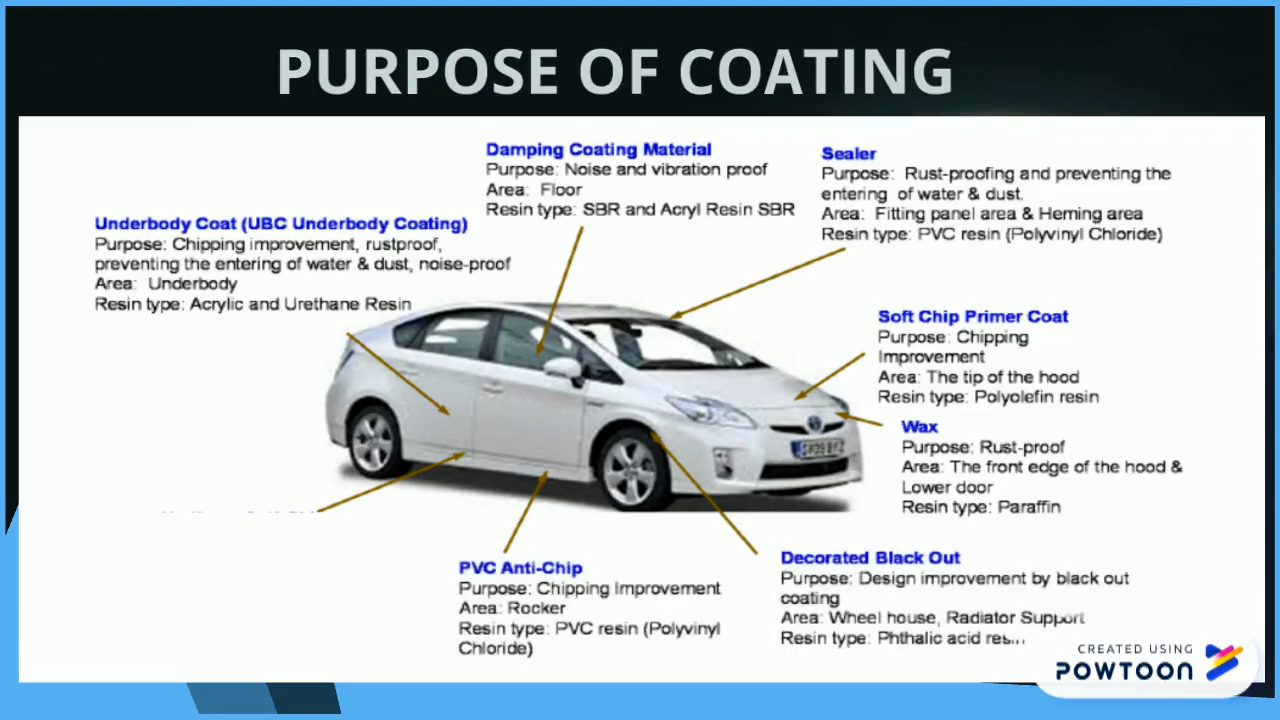 PURPOSE OF COATING
Damping Coating Material
Purpose: Noise and vibration proof
Area: Floor
Resin type: SBR and Acryl Resin SBR
Sealer
Purpose: Rust-proofing and preventing the
entering of water & dust.
Area: Fitting panel area & Heming area
Resin type: PVC resin (Polyvinyl Chloride)
Underbody Coat (UBC Underbody Coating)
Purpose: Chipping improvement, rustproof,
preventing the entering of water & dust, noise-proof
Area: Underbody
Resin type: Acrylic and Urethane Resin
Soft Chip Primer Coat
Purpose: Chipping
Improvement
Area: The tip of the hood
Resin type: Polyolefin resin
Wax
Purpose: Rust-proof
Area: The front edge of the hood &
Lower door
Resin type: Paraffin
PVC Anti-Chip
Purpose: Chipping Improvement
Area: Rocker
Resin type: PVC resin (Polyvinyl
Chloride)
Decorated Black Out
Purpose: Design improvement by black out
coating
Area: Wheel house, Radiator Support
Resin type: Phthalic acid
CREATED USING
POWTOON